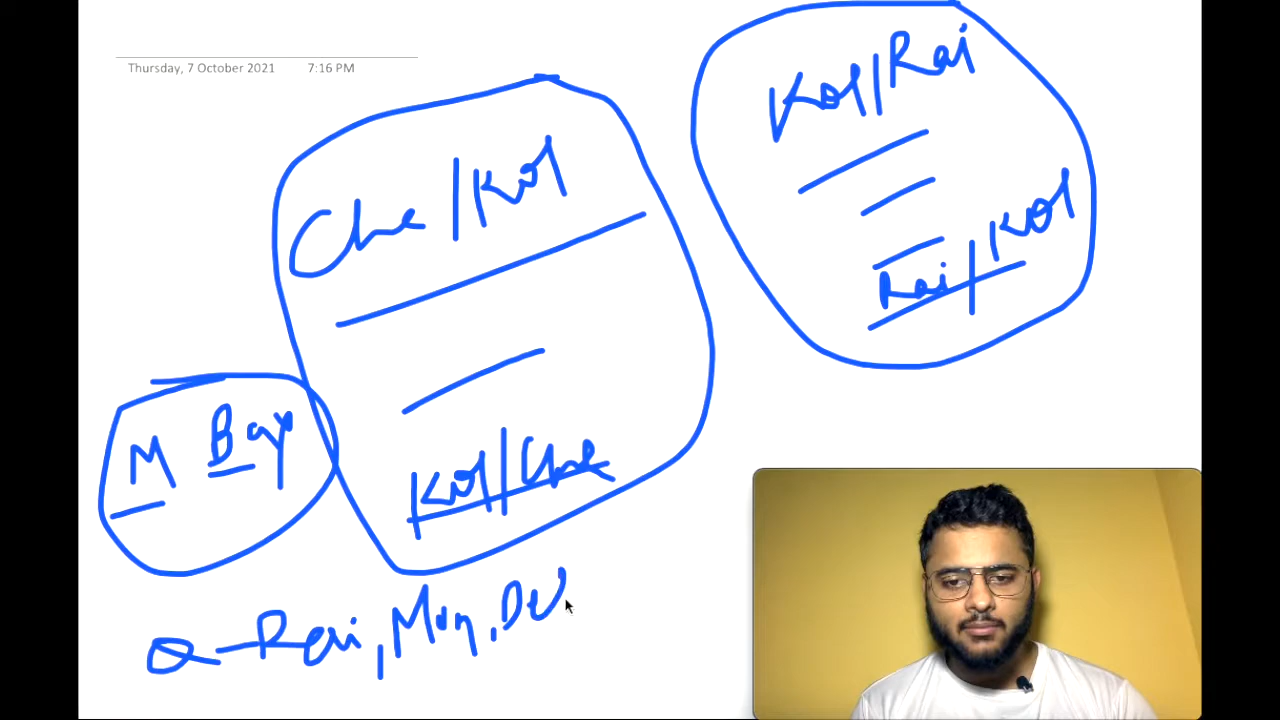 Thursday, 7 October 2021 7:16 PM
Kol/Rai
Rai/Kol
Che/Kol
Kol/Che
M Bay
Q-Rai, Mum, Del